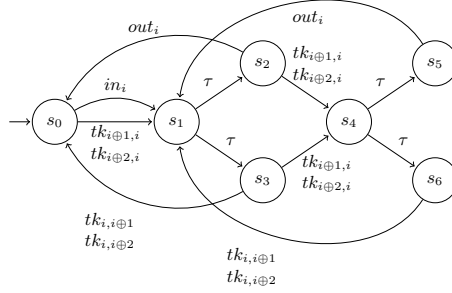 out_i
out_i
in_i
τ
s_2
tk_{i⊕1,i}
tk_{i⊕2,i}
τ
s_5
s_0
tk_{i⊕1,i}
tk_{i⊕2,i}
s_1
s_4
τ
s_3
tk_{i⊕1,i}
tk_{i⊕2,i}
τ
s_6
tk_{i,i⊕1}
tk_{i,i⊕2}
tk_{i,i⊕1}
tk_{i,i⊕2}